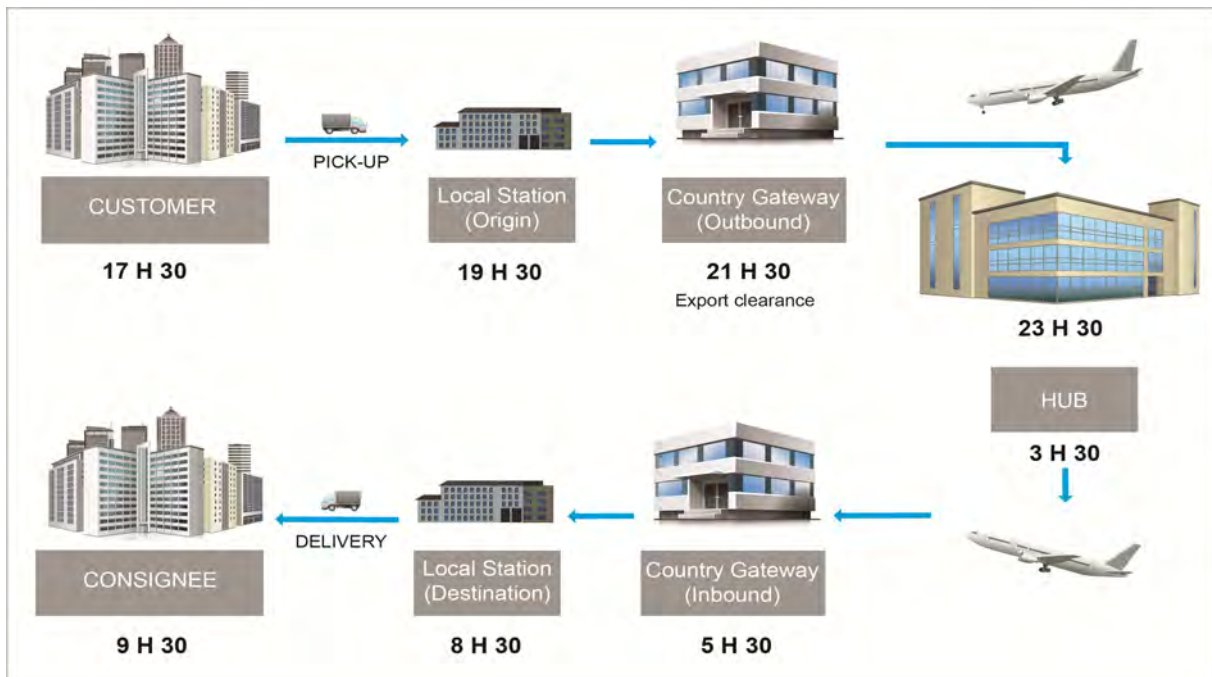 PICK-UP
CUSTOMER
17 H 30
Local Station
(Origin)
19 H 30
Country Gateway
(Outbound)
21 H 30
Export clearance
23 H 30
HUB
3 H 30
DELIVERY
CONSIGNEE
9 H 30
Local Station
(Destination)
8 H 30
Country Gateway
(Inbound)
5 H 30